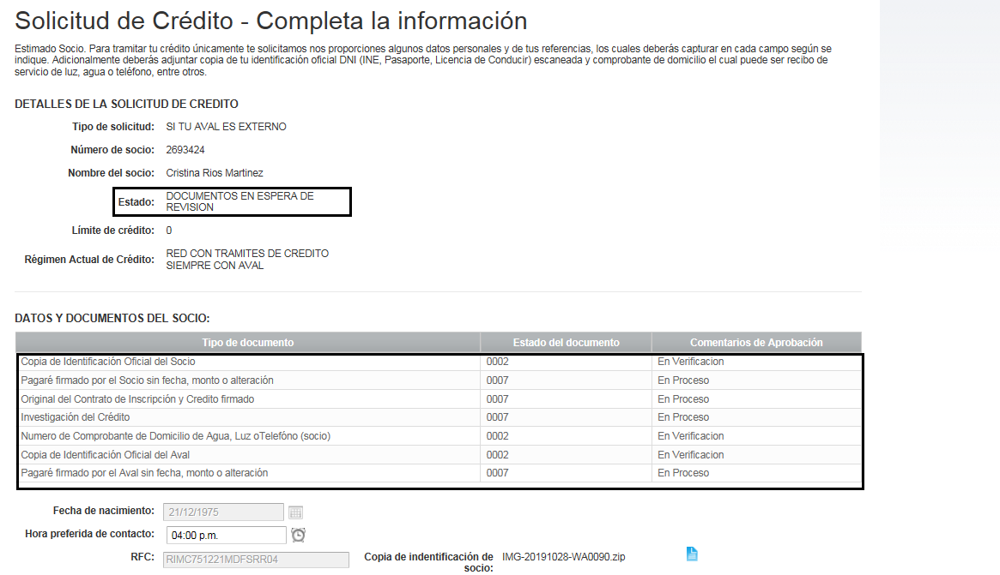 Solicitud de Crédito - Completa la información
Estimado Socio. Para tramitar tu crédito únicamente te solicitamos nos proporciones algunos datos personales y de tus referencias, los cuales deberás capturar en cada campo según se
indique. Adicionalmente deberás adjuntar copia de tu identificación oficial DNI (INE, Pasaporte, Licencia de Conducir) escaneada y comprobante de domicilio el cual puede ser recibo de
servicio de luz, agua o teléfono, entre otros.
DETALLES DE LA SOLICITUD DE CREDITO
Tipo de solicitud: SI TU AVAL ES EXTERNO
Número de socio: 2693424
Nombre del socio: Cristina Rios Martinez
Estado: DOCUMENTOS EN ESPERA DE
REVISION
Límite de crédito: 0
Régimen Actual de Crédito: RED CON TRAMITES DE CREDITO
SIEMPRE CON AVAL
DATOS Y DOCUMENTOS DEL SOCIO:
Tipo de documento Estado del documento Comentarios de Aprobación
Copia de Identificación Oficial del Socio 0002 En Verificacion
Pagaré firmado por el Socio sin fecha, monto o alteración 0007 En Proceso
Original del Contrato de Inscripción y Credito firmado 0007 En Proceso
Investigación del Crédito 0007 En Proceso
Numero de Comprobante de Domicilio de Agua, Luz oTelefóno (socio) 0002 En Verificacion
Copia de Identificación Oficial del Aval 0002 En Verificacion
Pagaré firmado por el Aval sin fecha, monto o alteración 0007 En Proceso
Fecha de nacimiento: 21/12/1975
Hora preferida de contacto: 04:00 p.m.
RFC: RIMC751221MDFSRR04 Copia de indentificación de IMG-20191028-WA0090.zip
socio: